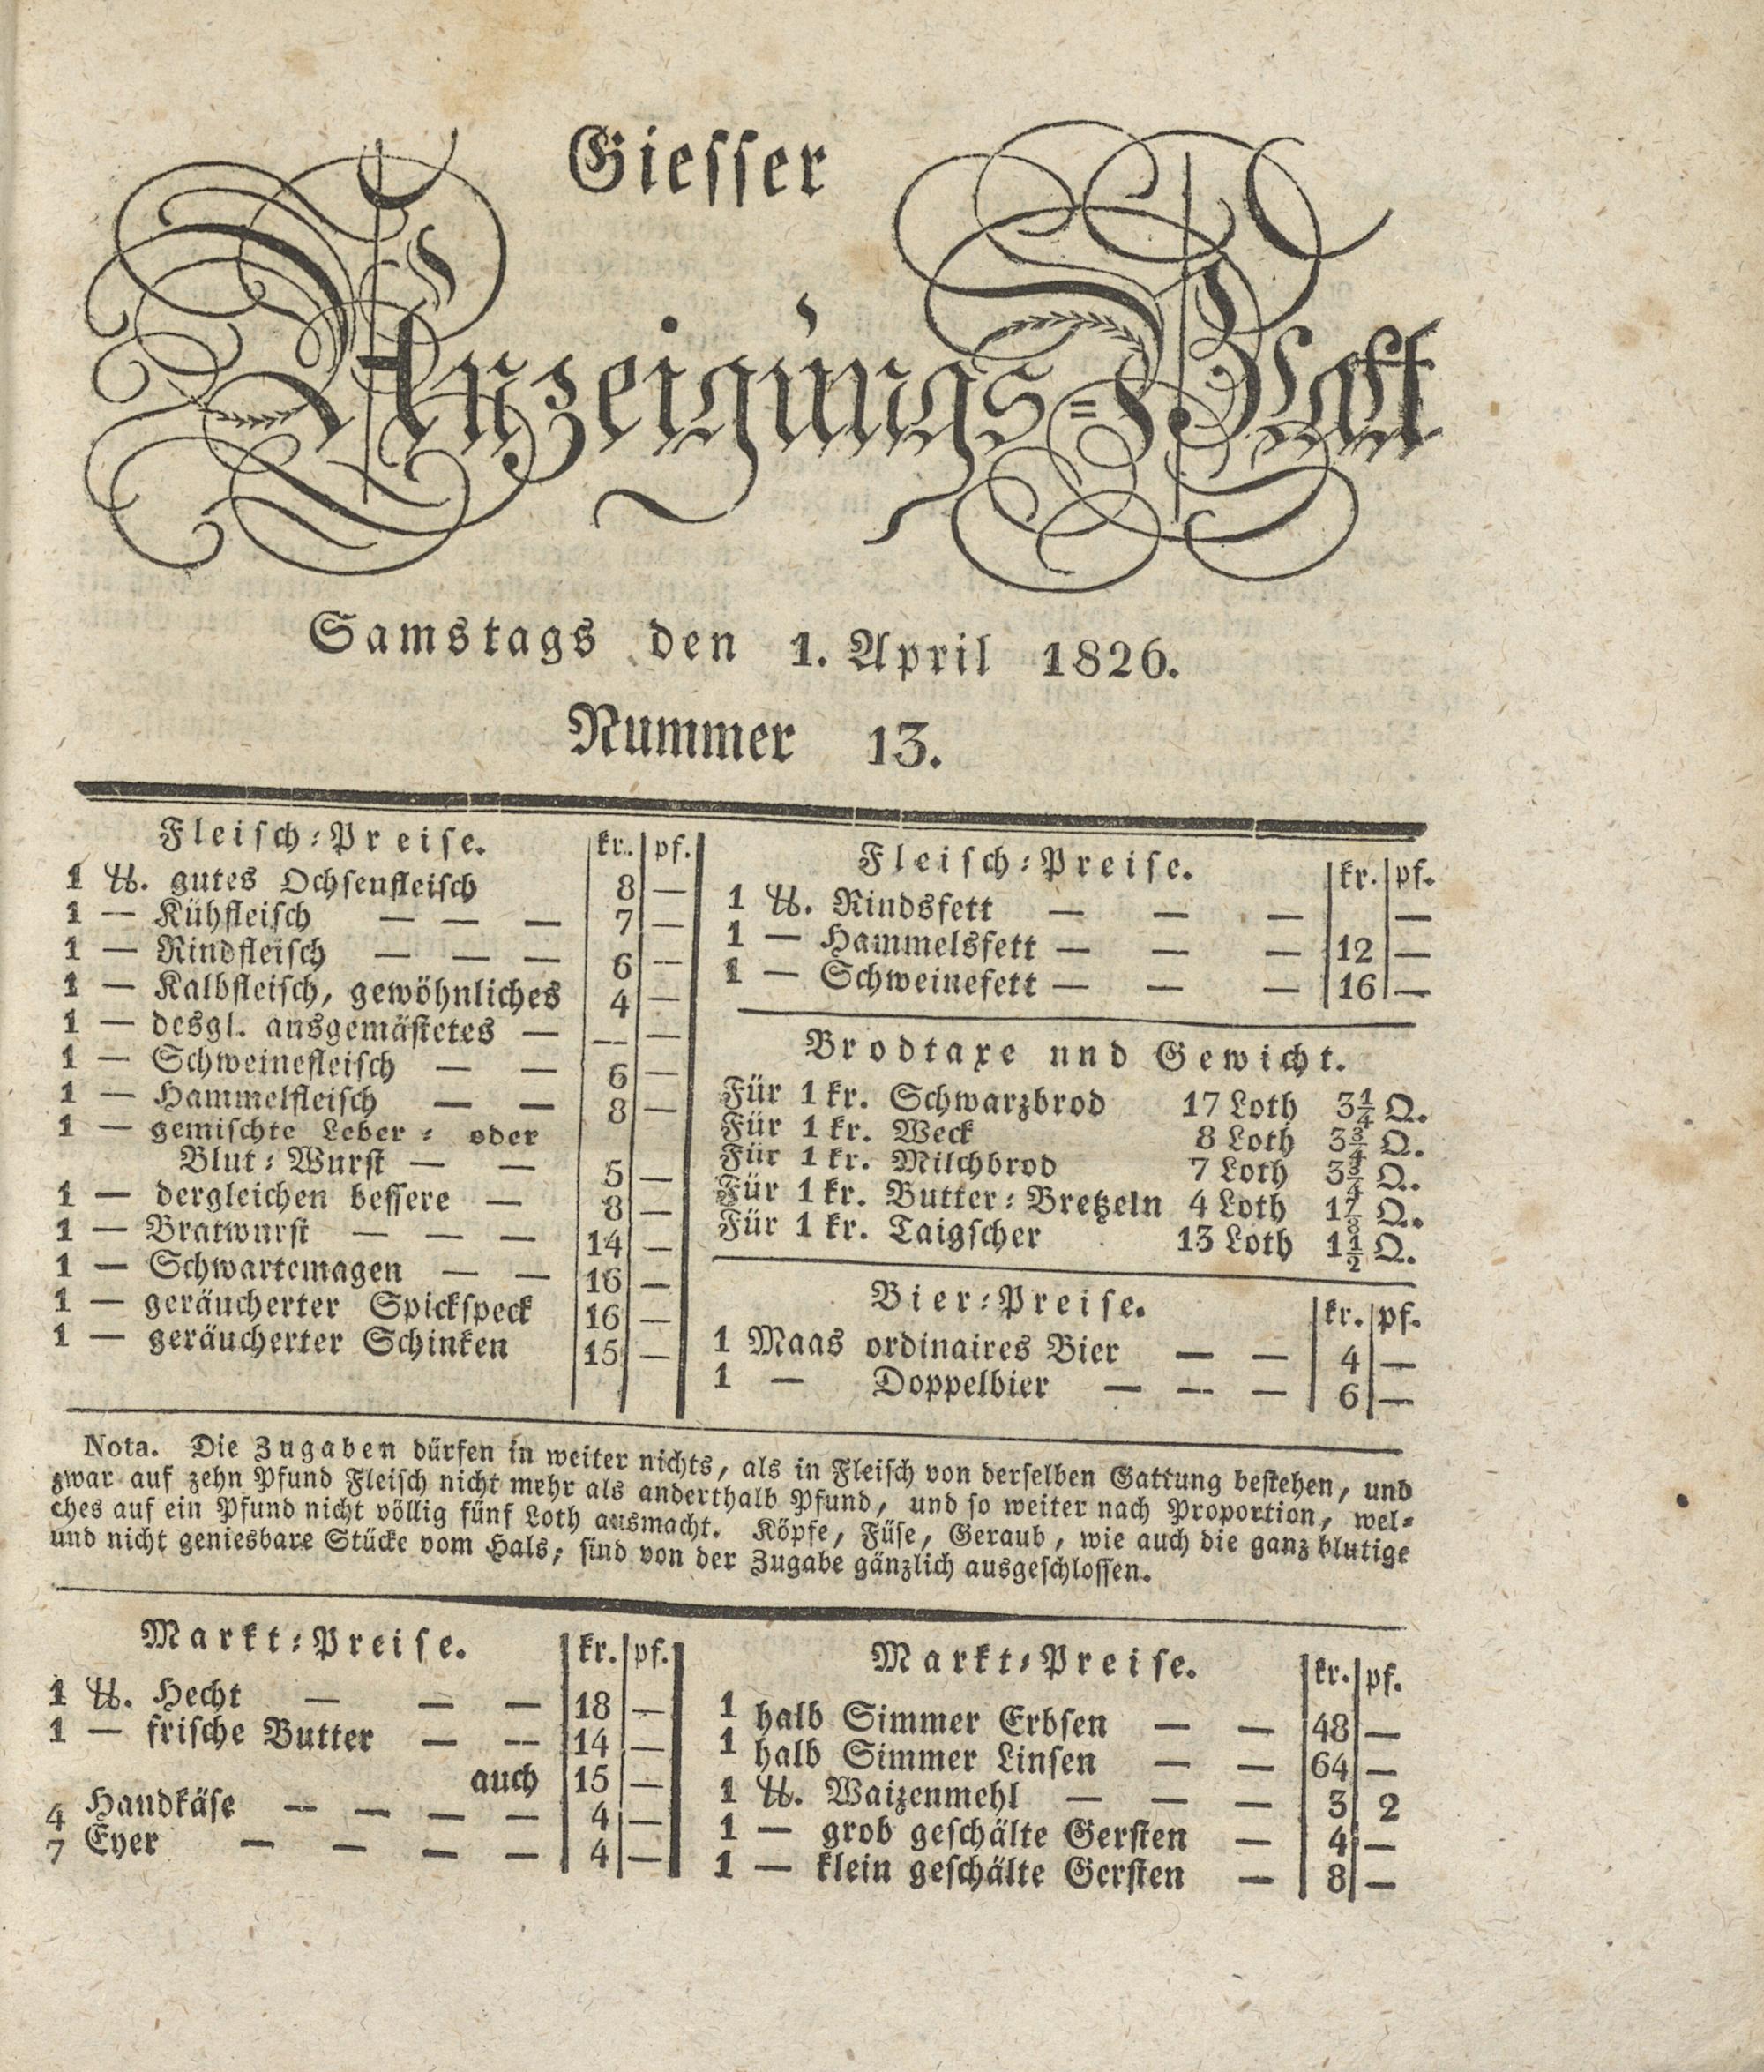 Giesser
Anzeigungs=Blatt
Samstags den 1. April 1826.
Nummer 13.
Fleisch=Preise. kr. pf.
1 ℔. gutes Ochsenfleisch 8 —
1 — Kühfleisch — — — 7 —
1 — Rindfleisch — — — 6 —
1 — Kalbfleisch, gewöhnliches 4 —
1 — desgl. ausgemästetes — — —
1 — Schweinefleisch — — 6 —
1 — Hammelfleisch — — 8 —
1 — gemischte Leber= oder
Blut=Wurst — — 5 —
1 — dergleichen bessere — 8 —
1 — Bratwurst — — — 14 —
1 — Schwartemagen — — 16 —
1 — geräucherter Spickspeck 16 —
1 — geräucherter Schinken 15 —
Fleisch=Preise. kr. pf.
1 ℔. Rindsfett — — — —
1 — Hammelsfett — — — 12 —
1 — Schweinefett — — — 16 —
Brodtaxe und Gewicht.
Für 1 kr. Schwarzbrod 17 Loth 3¼ Q.
Für 1 kr. Weck 8 Loth 3¾ Q.
Für 1 kr. Milchbrod 7 Loth 3¾ Q.
Für 1 kr. Butter=Bretzeln 4 Loth 1⅞ Q.
Für 1 kr. Taigscher 13 Loth 1½ Q.
Bier=Preise. kr. pf.
1 Maas ordinaires Bier — — 4 —
1 — Doppelbier — — — 6 —
Nota. Die Zugaben dürfen in weiter nichts, als in Fleisch von derselben Gattung bestehen, und
zwar auf zehn Pfund Fleisch nicht mehr als anderthalb Pfund, und so weiter nach Proportion, wel=
ches auf ein Pfund nicht völlig fünf Loth ausmacht. Köpfe, Füse, Geraub, wie auch die ganz blutige
und nicht geniesbare Stücke vom Hals, sind von der Zugabe gänzlich ausgeschlossen.
Markt=Preise. kr. pf.
1 ℔. Hecht — — — 18 —
1 — frische Butter — — 14 —
auch 15 —
4 Handkäse — — — — 4 —
7 Eyer — — — — 4 —
Markt=Preise. kr. pf.
1 halb Simmer Erbsen — — 48 —
1 halb Simmer Linsen — — 64 —
1 ℔. Waizenmehl — — — 3 2
1 — grob geschälte Gersten — 4 —
1 — klein geschälte Gersten — 8 —